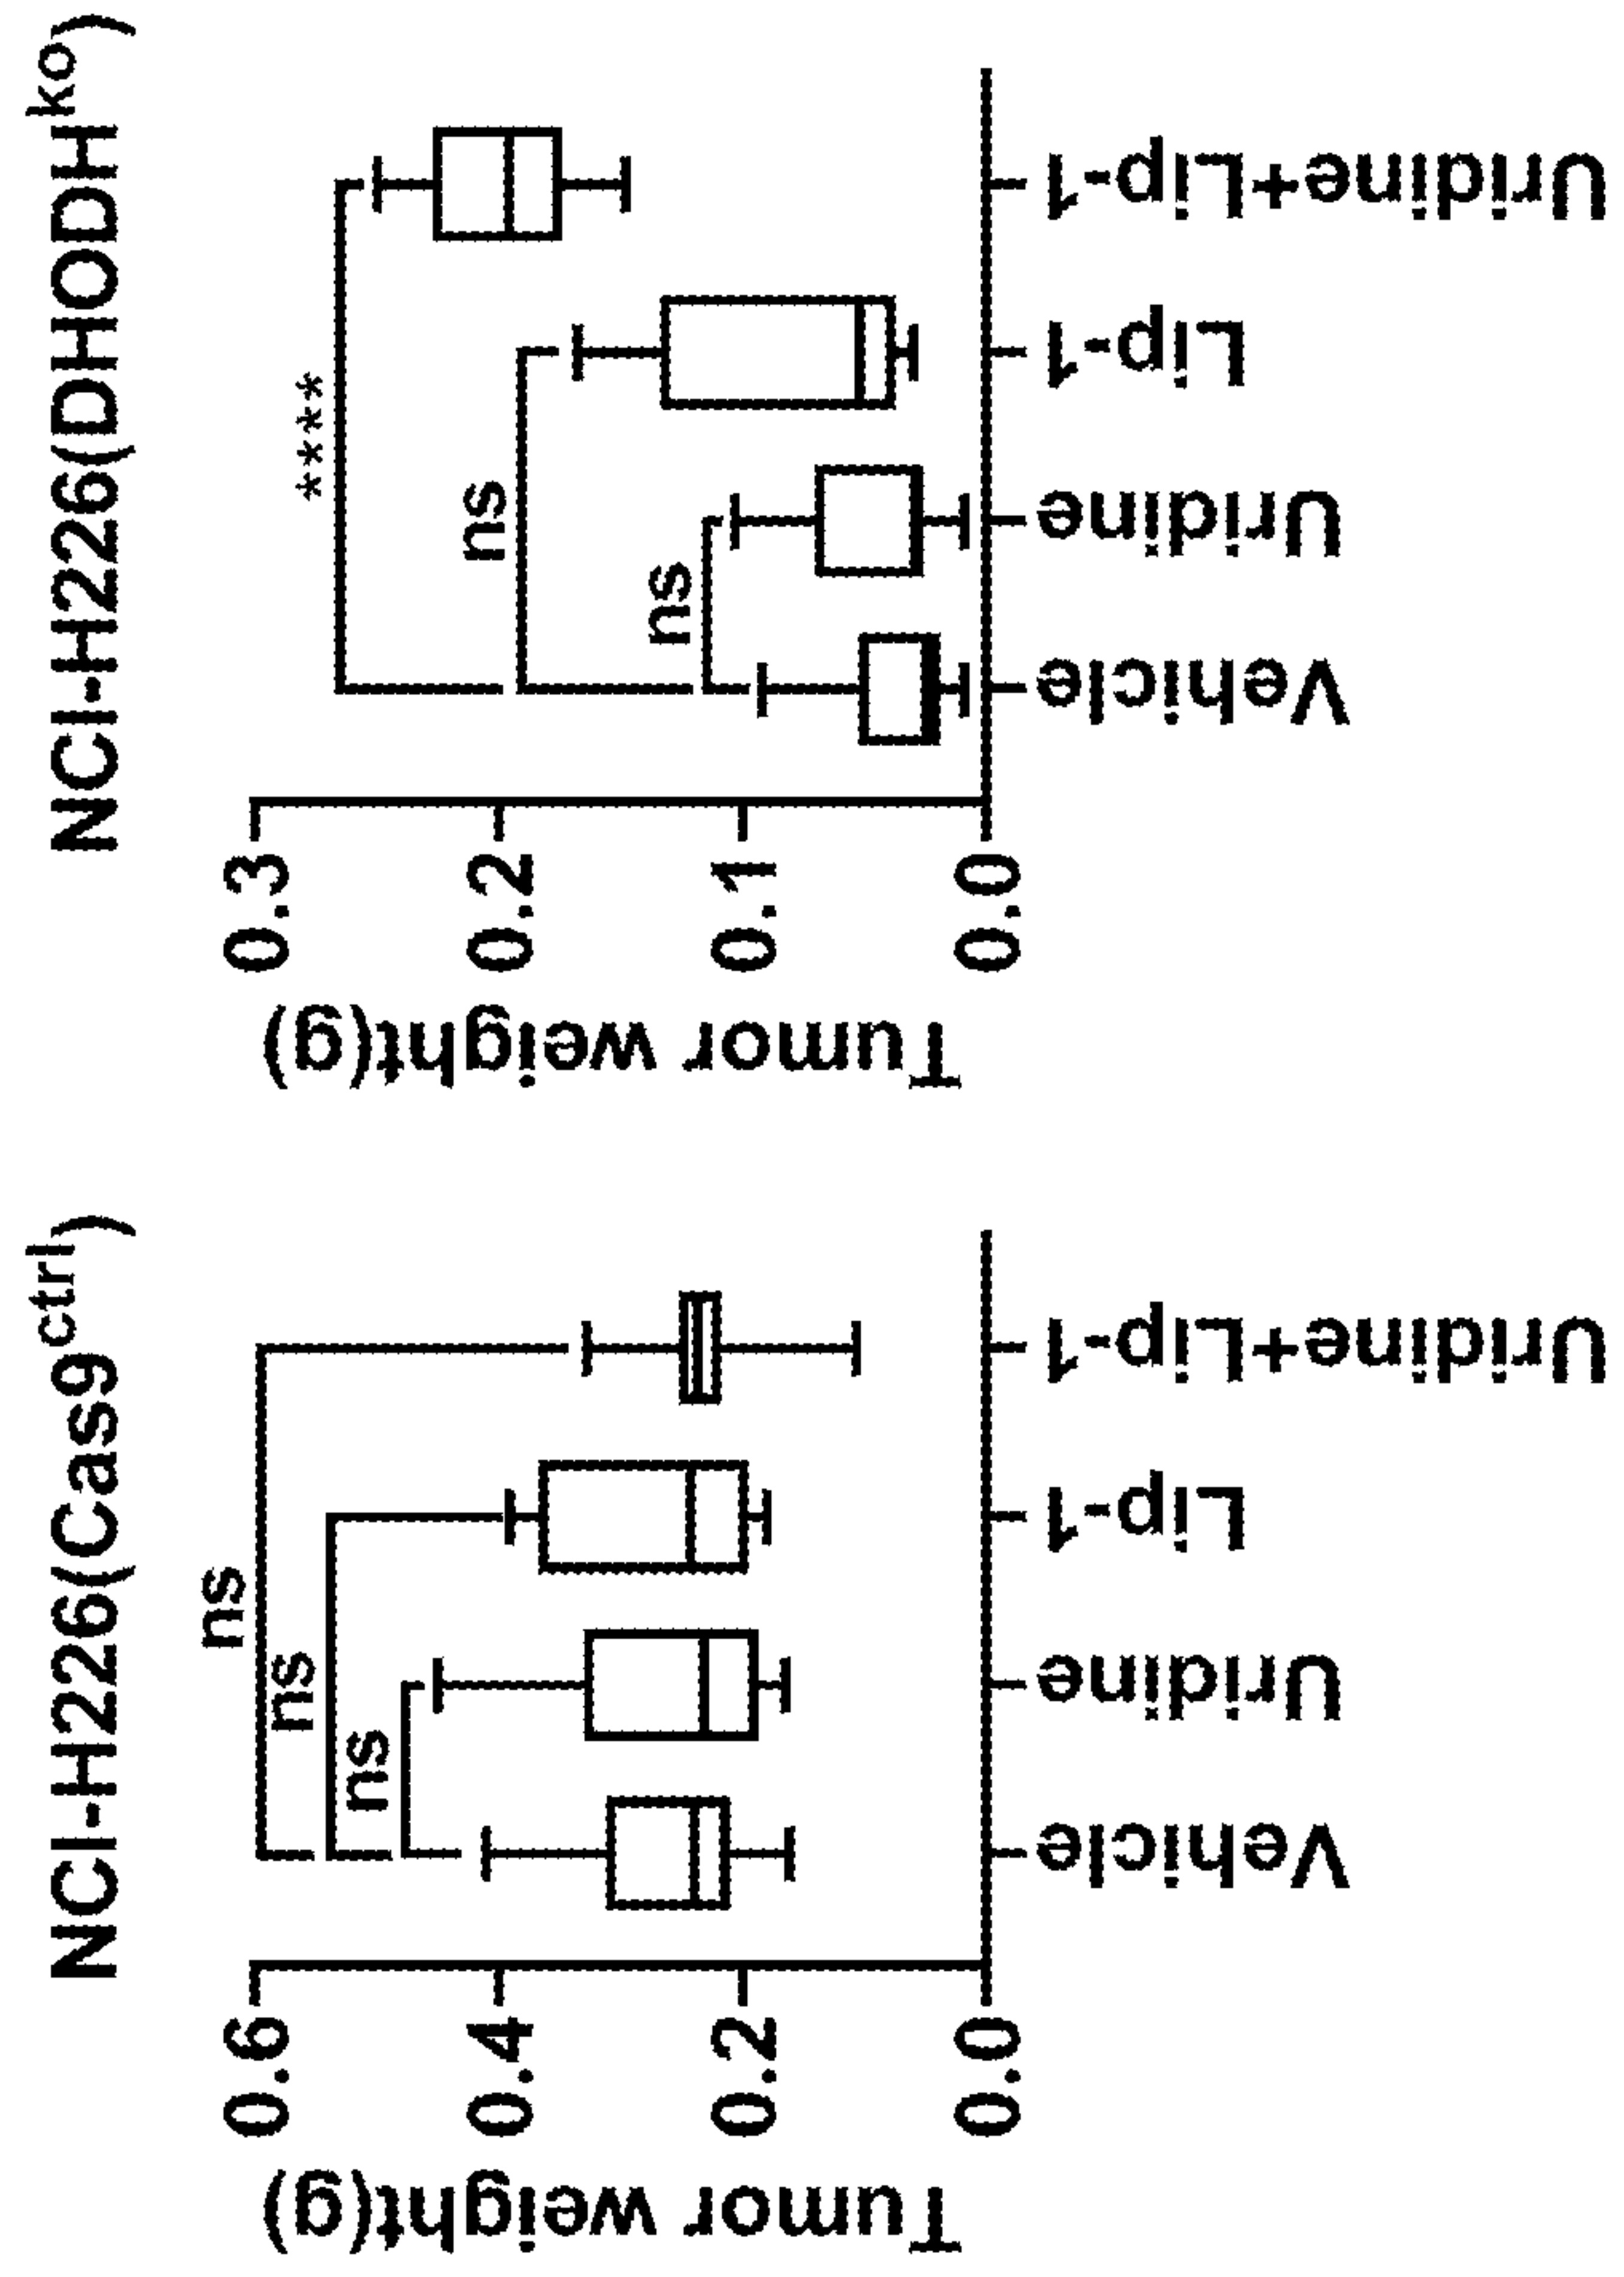 NCI-H226(Cas9ctrl)
Tumor weight(g)
0.6
0.4
0.2
0.0
ns
ns
ns
Vehicle
Uridine
Lip-1
Uridine+Lip-1
NCI-H226(DHODHko)
Tumor weight(g)
0.3
0.2
0.1
0.0
****
ns
ns
Vehicle
Uridine
Lip-1
Uridine+Lip-1